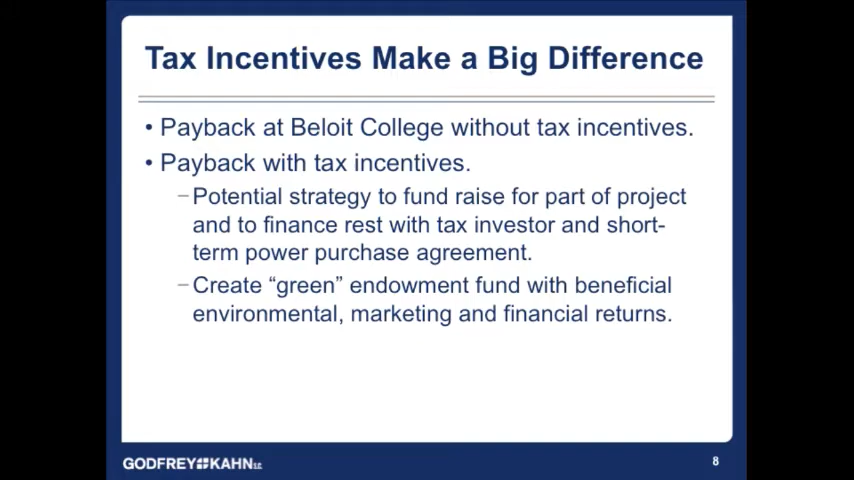 Tax Incentives Make a Big Difference
• Payback at Beloit College without tax incentives.
• Payback with tax incentives.
−Potential strategy to fund raise for part of project
and to finance rest with tax investor and short-
term power purchase agreement.
−Create “green” endowment fund with beneficial
environmental, marketing and financial returns.
GODFREY KAHN S.C.
8